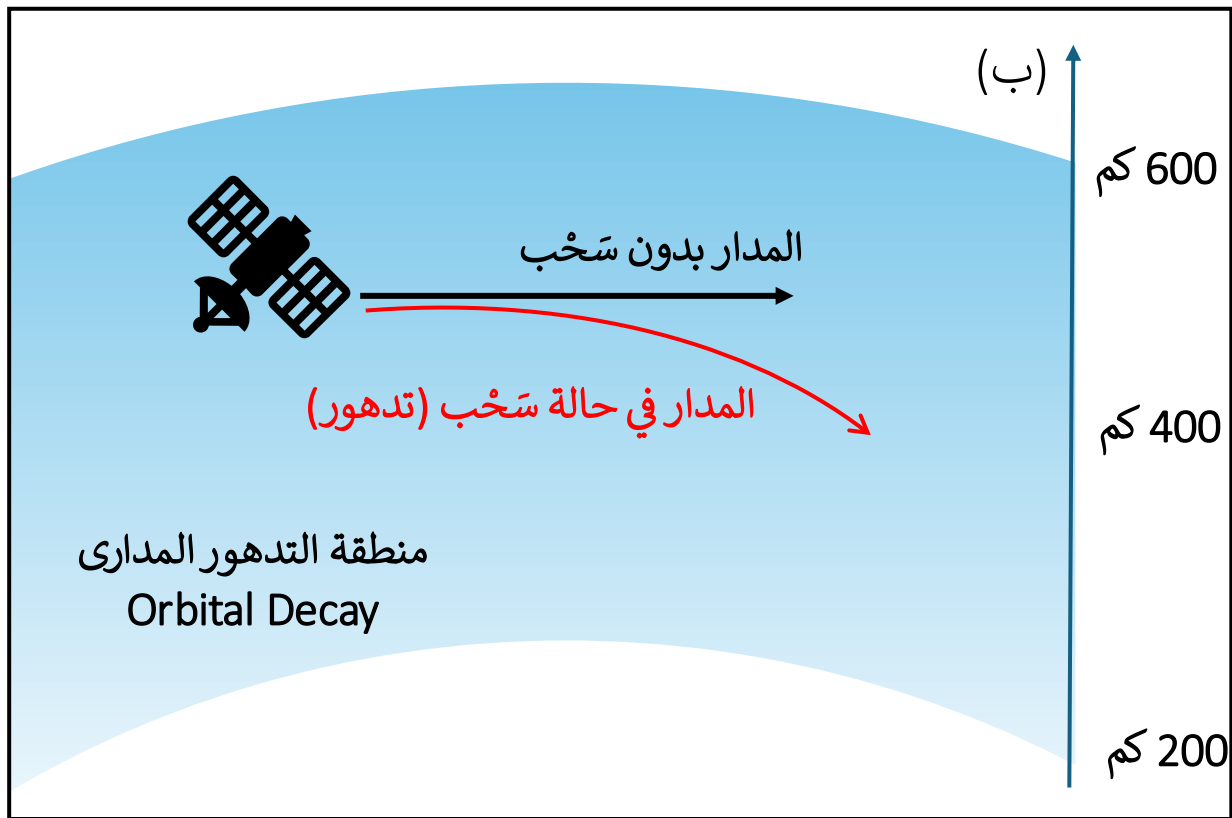 (ب)
600 كم
المدار بدون سَحْب
المدار في حالة سَحْب (تدهور)
400 كم
منطقة التدهور المدارى
Orbital Decay
200 كم